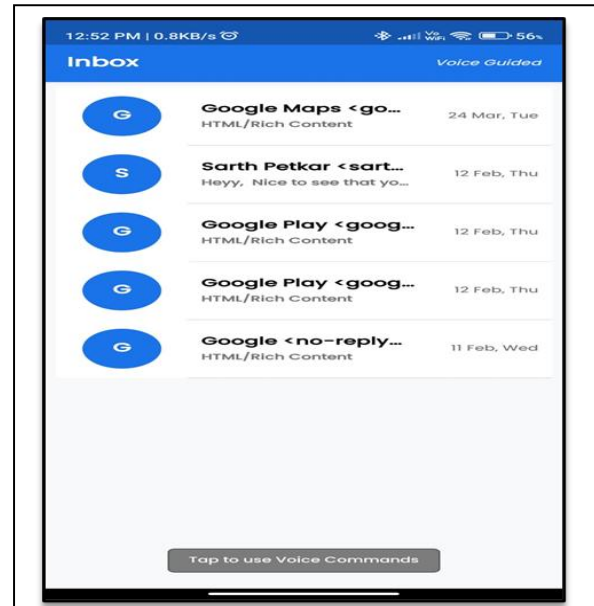 12:52 PM | 0.8KB/s Vo WiFi 56%
Inbox Voice Guided
G Google Maps <go... 24 Mar, Tue
HTML/Rich Content
S Sarth Petkar <sart... 12 Feb, Thu
Heyy, Nice to see that yo...
G Google Play <goog... 12 Feb, Thu
HTML/Rich Content
G Google Play <goog... 12 Feb, Thu
HTML/Rich Content
G Google <no-reply... 11 Feb, Wed
HTML/Rich Content
Tap to use Voice Commands